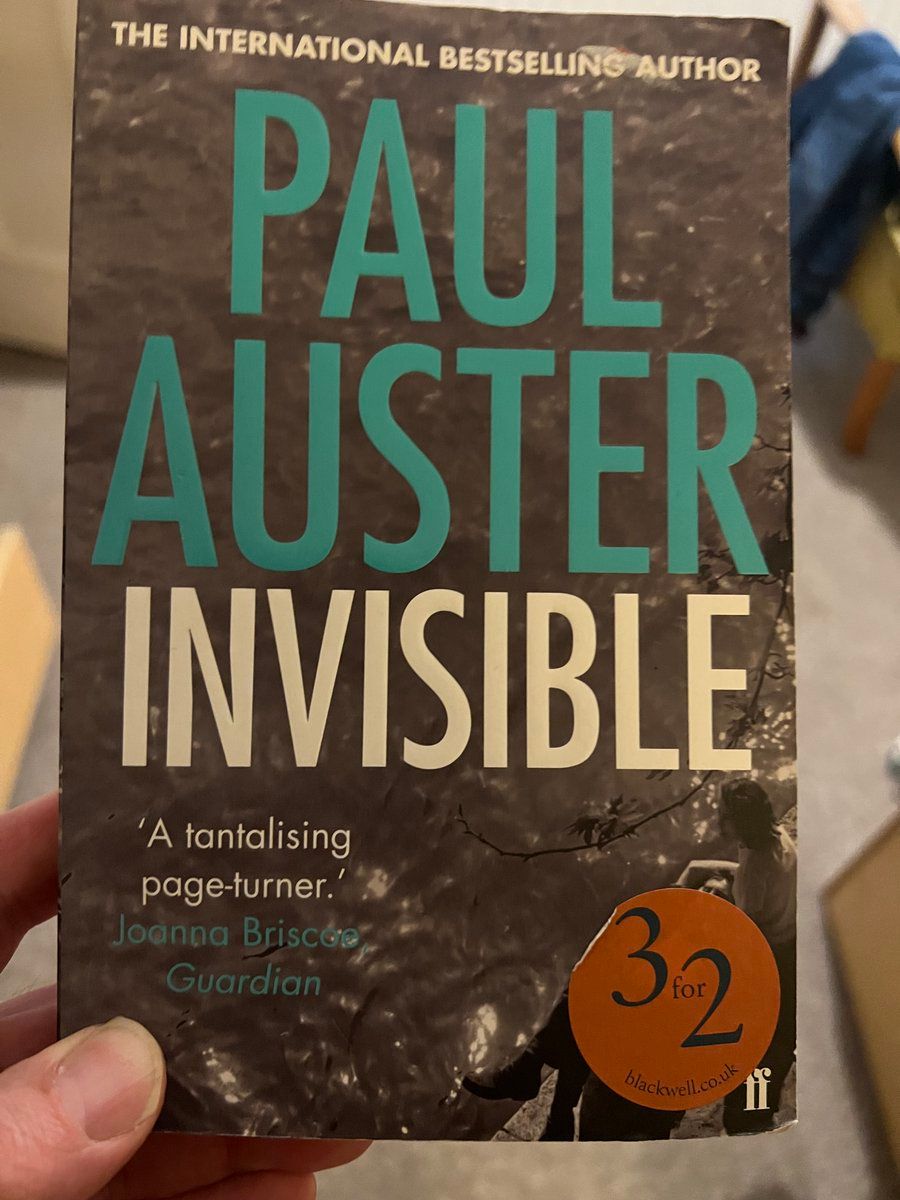 THE INTERNATIONAL BESTSELLING AUTHOR
PAUL
AUSTER
INVISIBLE
‘A tantalising
page-turner.’
Joanna Briscoe,
Guardian
3 for 2
blackwell.co.uk
ff